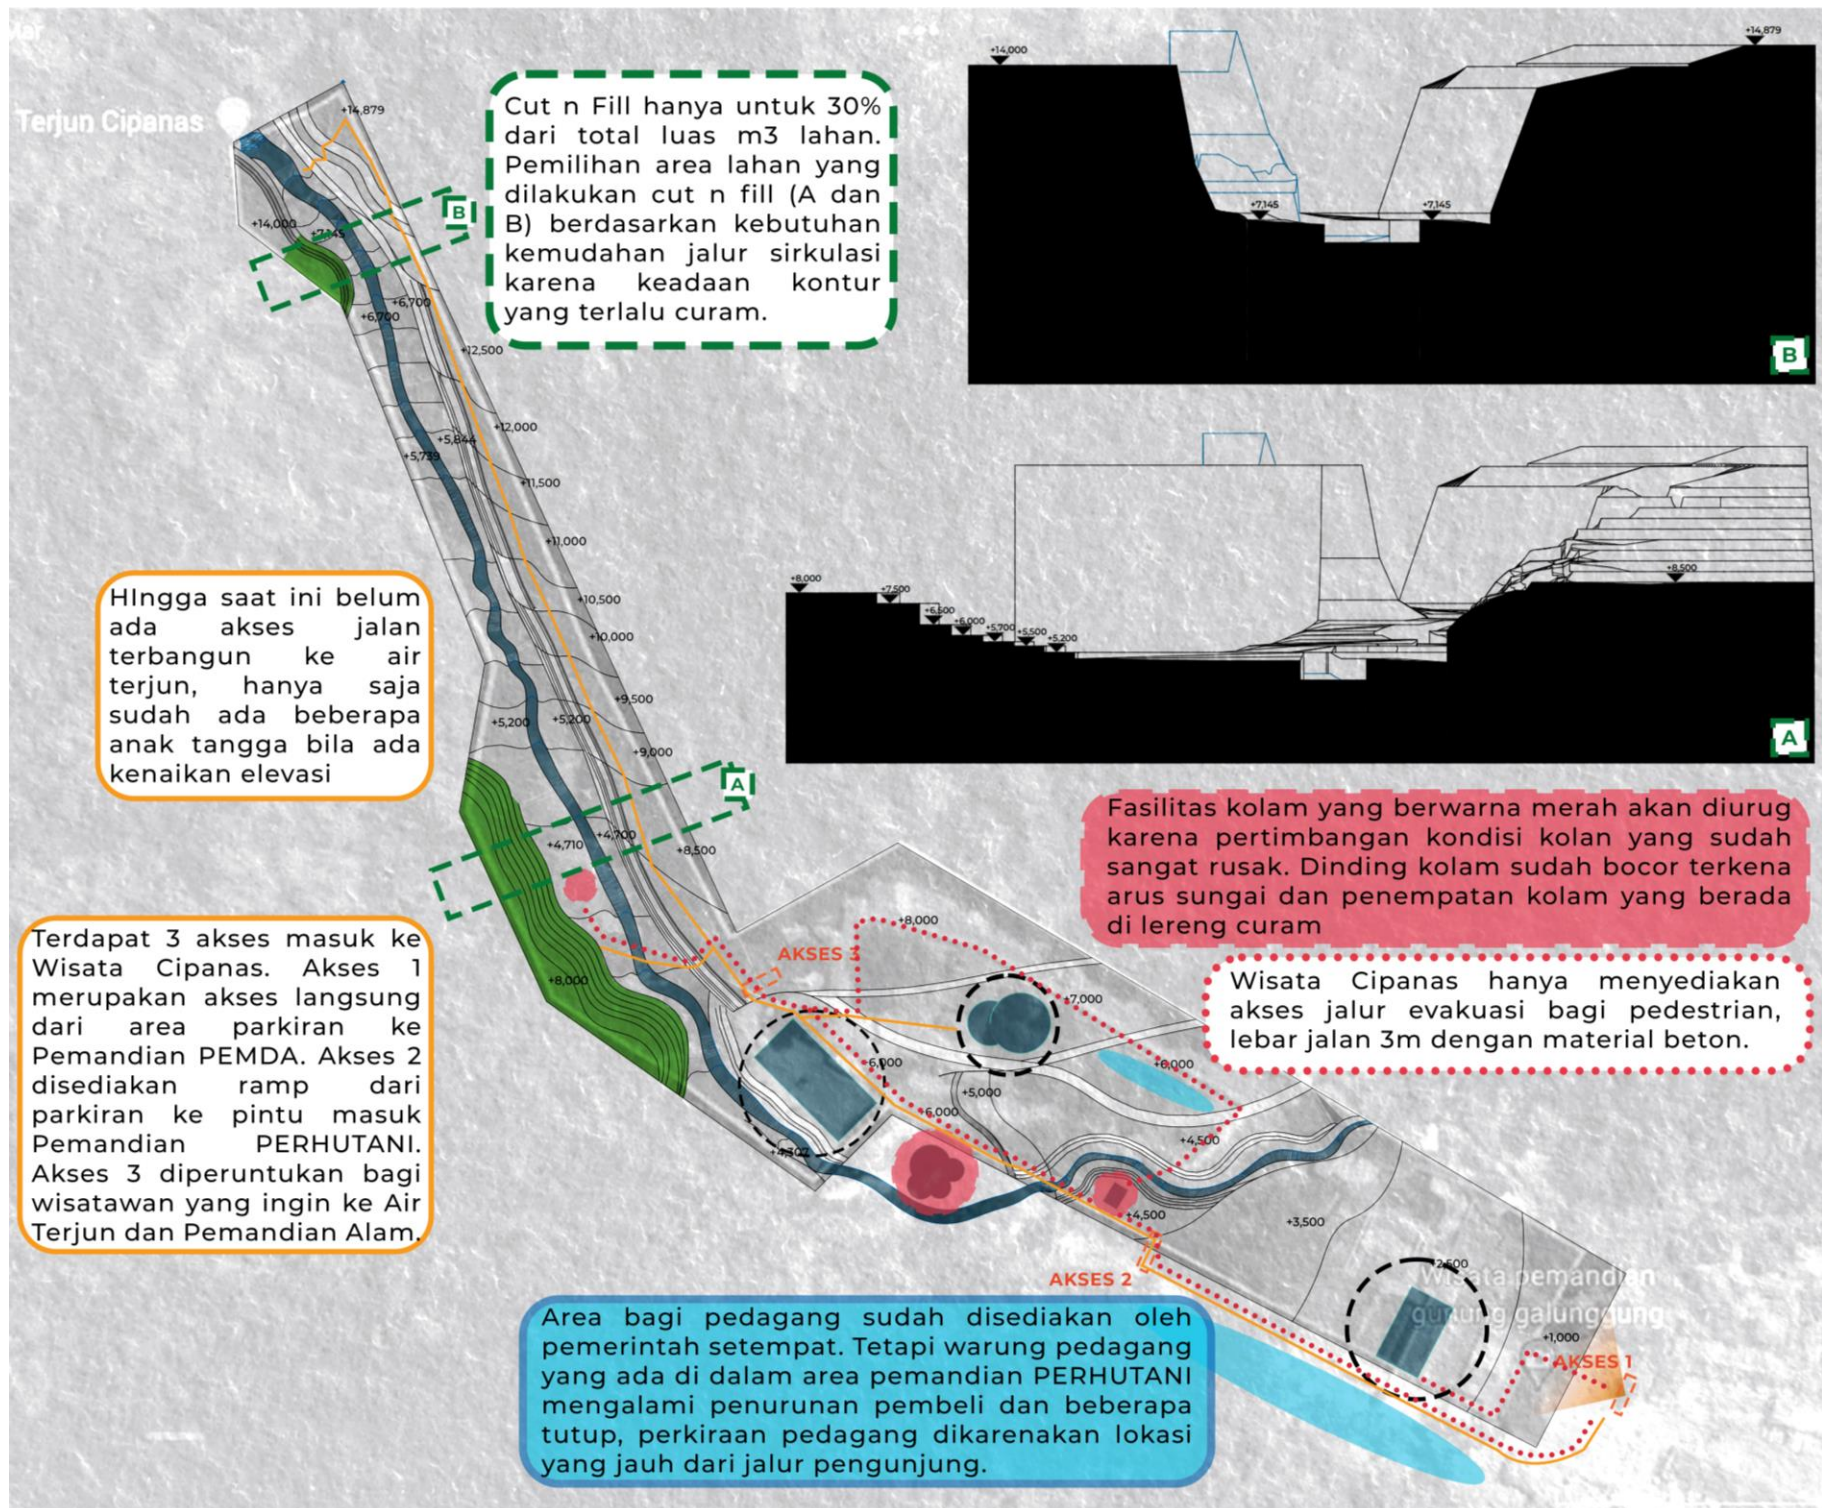 Terjun Cipanas
+14,879
+14,000
+7,145
B
+6,700
+6,700
+12,500
+12,000
+5,844
+5,739
+11,500
+11,000
+10,500
+10,000
+9,500
+5,200
+5,200
+9,000
A
+4,700
+4,710
+8,500
+8,000
Cut n Fill hanya untuk 30%
dari total luas m3 lahan.
Pemilihan area lahan yang
dilakukan cut n fill (A dan
B) berdasarkan kebutuhan
kemudahan jalur sirkulasi
karena keadaan kontur
yang terlalu curam.
+14,000
+14,879
+7,145
+7,145
B
+8,000
+7,500
+6,500
+6,000
+5,700
+5,500
+5,200
+8,500
A
HIngga saat ini belum
ada akses jalan
terbangun ke air
terjun, hanya saja
sudah ada beberapa
anak tangga bila ada
kenaikan elevasi
Terdapat 3 akses masuk ke
Wisata Cipanas. Akses 1
merupakan akses langsung
dari area parkiran ke
Pemandian PEMDA. Akses 2
disediakan ramp dari
parkiran ke pintu masuk
Pemandian PERHUTANI.
Akses 3 diperuntukan bagi
wisatawan yang ingin ke Air
Terjun dan Pemandian Alam.
Fasilitas kolam yang berwarna merah akan diurug
karena pertimbangan kondisi kolan yang sudah
sangat rusak. Dinding kolam sudah bocor terkena
arus sungai dan penempatan kolam yang berada
di lereng curam
Wisata Cipanas hanya menyediakan
akses jalur evakuasi bagi pedestrian,
lebar jalan 3m dengan material beton.
AKSES 3
+8,000
+7,000
+6,000
+6,000
+5,000
+6,000
+4,500
+4,307
+4,500
+3,500
AKSES 2
+2,500
Wisata pemandian
gunung galunggung
+1,000
AKSES 1
Area bagi pedagang sudah disediakan oleh
pemerintah setempat. Tetapi warung pedagang
yang ada di dalam area pemandian PERHUTANI
mengalami penurunan pembeli dan beberapa
tutup, perkiraan pedagang dikarenakan lokasi
yang jauh dari jalur pengunjung.